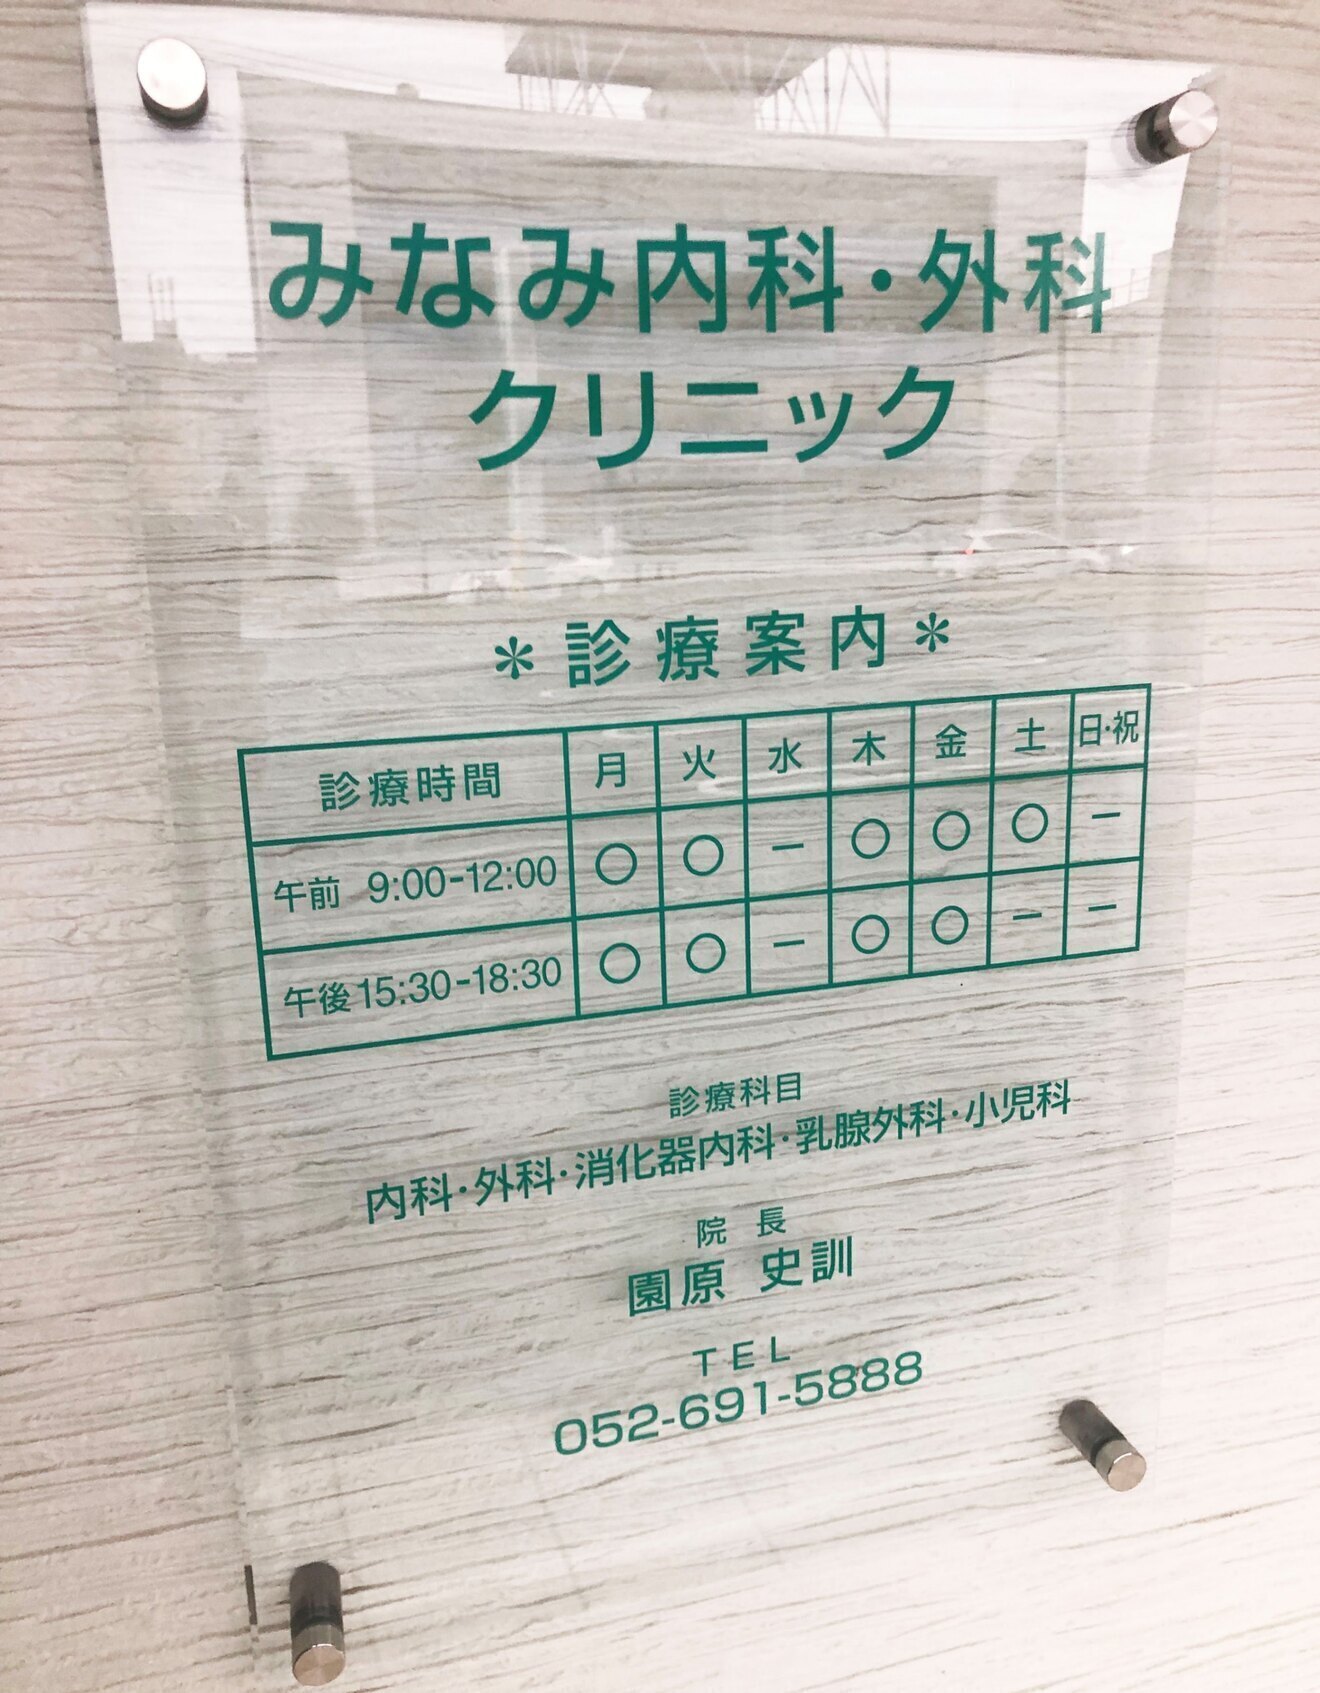 みなみ内科・外科
クリニック
＊診療案内＊
診療時間 月 火 水 木 金 土 日・祝
午前 9:00-12:00 ○ ○ － ○ ○ ○ －
午後 15:30-18:30 ○ ○ － ○ ○ － －
診療科目
内科・外科・消化器内科・乳腺外科・小児科
院 長
園原 史訓
TEL
052-691-5888